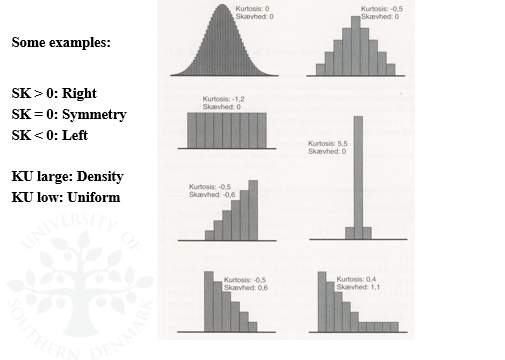 Some examples:
SK > 0: Right
SK = 0: Symmetry
SK < 0: Left
KU large: Density
KU low: Uniform
UNIVERSITY OF
SOUTHERN DENMARK
Kurtosis: 0
Skævhed: 0
Kurtosis: -0,5
Skævhed: 0
Kurtosis: -1,2
Skævhed: 0
Kurtosis: 5,5
Skævhed: 0
Kurtosis: -0,5
Skævhed: -0,6
Kurtosis: -0,5
Skævhed: 0,6
Kurtosis: 0,4
Skævhed: 1,1